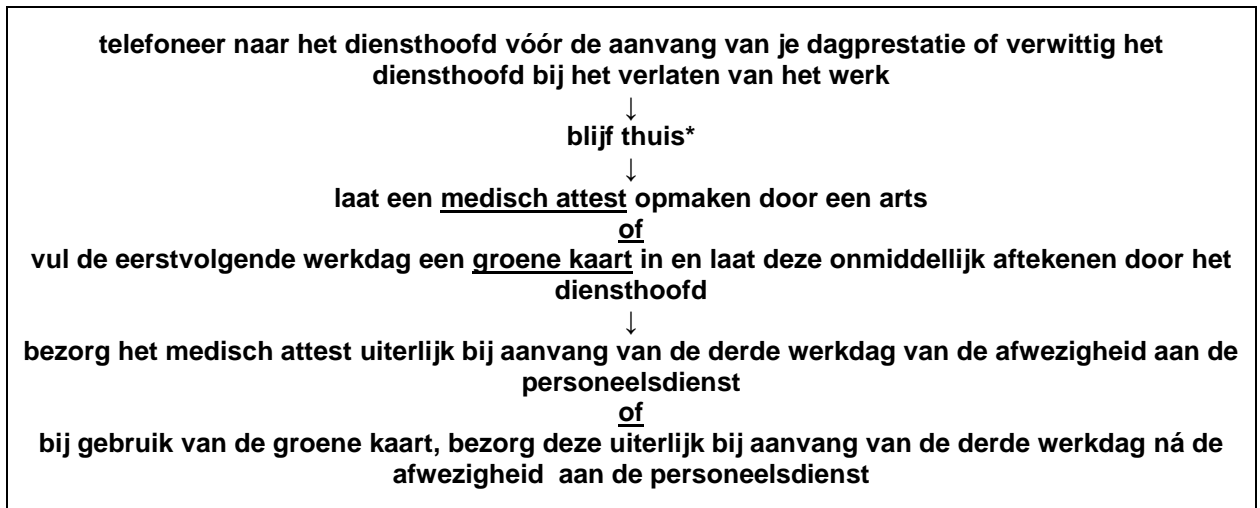 telefoneer naar het diensthoofd vóór de aanvang van je dagprestatie of verwittig het
diensthoofd bij het verlaten van het werk
↓
blijf thuis*
↓
laat een medisch attest opmaken door een arts
of
vul de eerstvolgende werkdag een groene kaart in en laat deze onmiddellijk aftekenen door het
diensthoofd
↓
bezorg het medisch attest uiterlijk bij aanvang van de derde werkdag van de afwezigheid aan de
personeelsdienst
of
bij gebruik van de groene kaart, bezorg deze uiterlijk bij aanvang van de derde werkdag ná de
afwezigheid aan de personeelsdienst